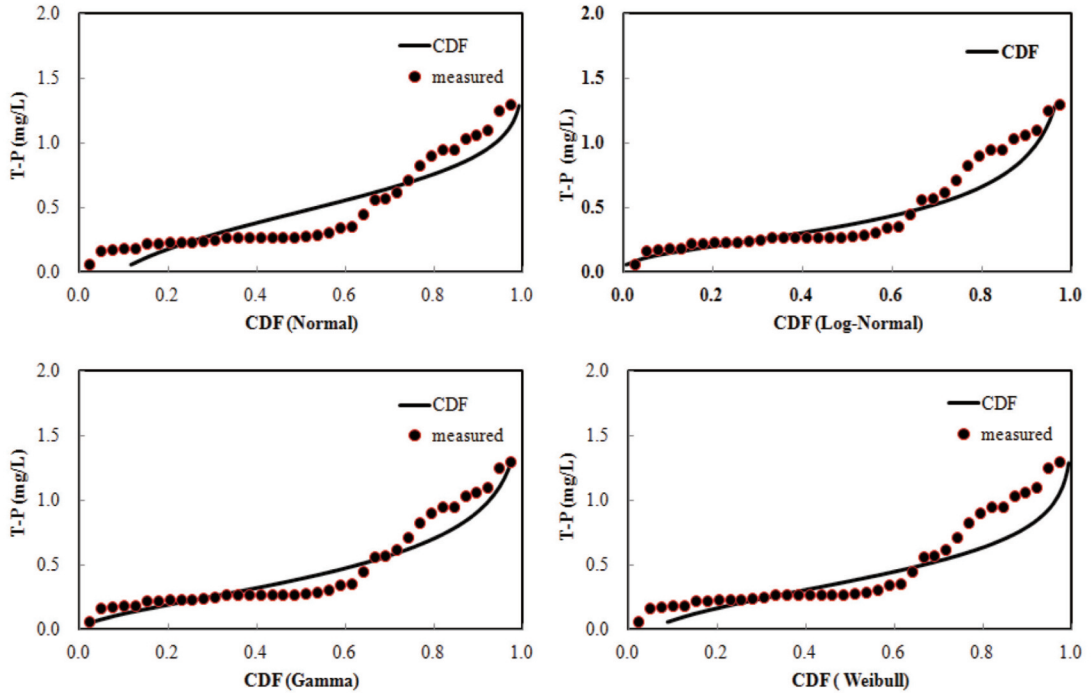 2.0
1.5
1.0
0.5
0.0
T-P (mg/L)
CDF
measured
0.0 0.2 0.4 0.6 0.8 1.0
CDF (Normal)
2.0
1.5
1.0
0.5
0.0
T-P (mg/L)
CDF
0.0 0.2 0.4 0.6 0.8 1.0
CDF (Log-Normal)
2.0
1.5
1.0
0.5
0.0
T-P (mg/L)
CDF
measured
0.0 0.2 0.4 0.6 0.8 1.0
CDF (Gamma)
2.0
1.5
1.0
0.5
0.0
T-P (mg/L)
CDF
measured
0.0 0.2 0.4 0.6 0.8 1.0
CDF ( Weibull)